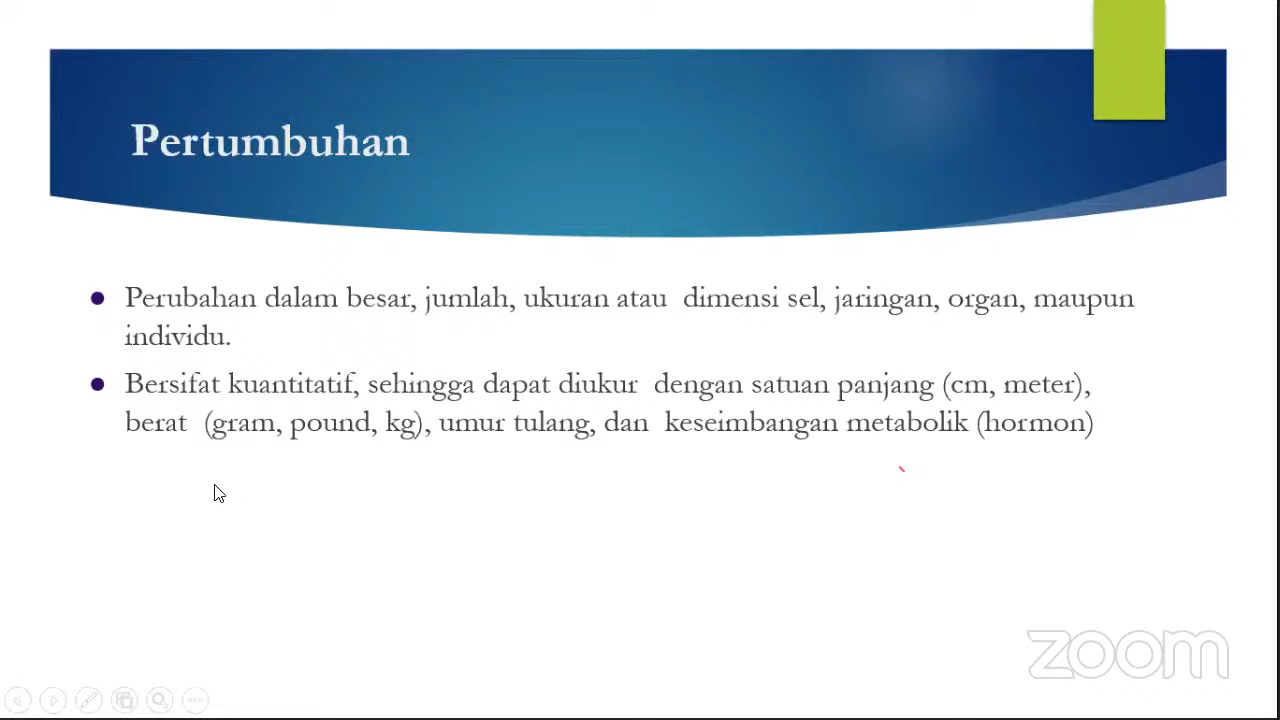 Pertumbuhan
Perubahan dalam besar, jumlah, ukuran atau dimensi sel, jaringan, organ, maupun
individu.
Bersifat kuantitatif, sehingga dapat diukur dengan satuan panjang (cm, meter),
berat (gram, pound, kg), umur tulang, dan keseimbangan metabolik (hormon)
zoom